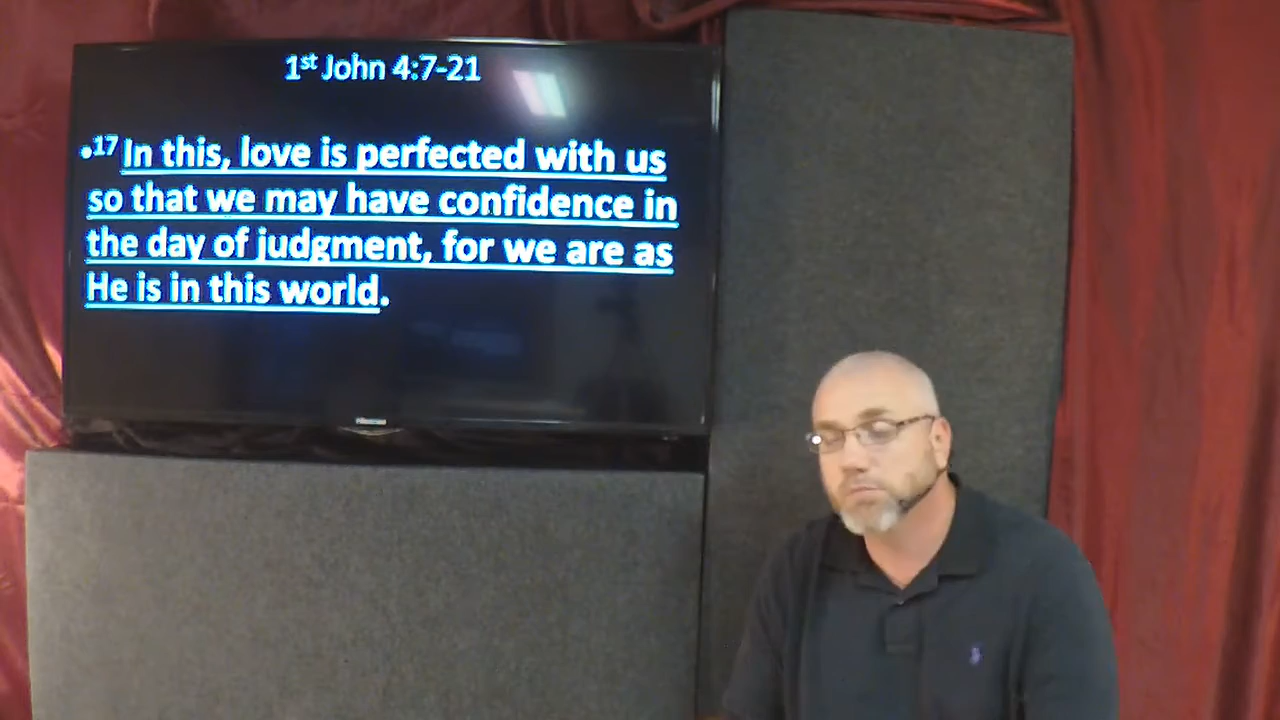 1st John 4:7-21
•17 In this, love is perfected with us
so that we may have confidence in
the day of judgment, for we are as
He is in this world.
Hisense